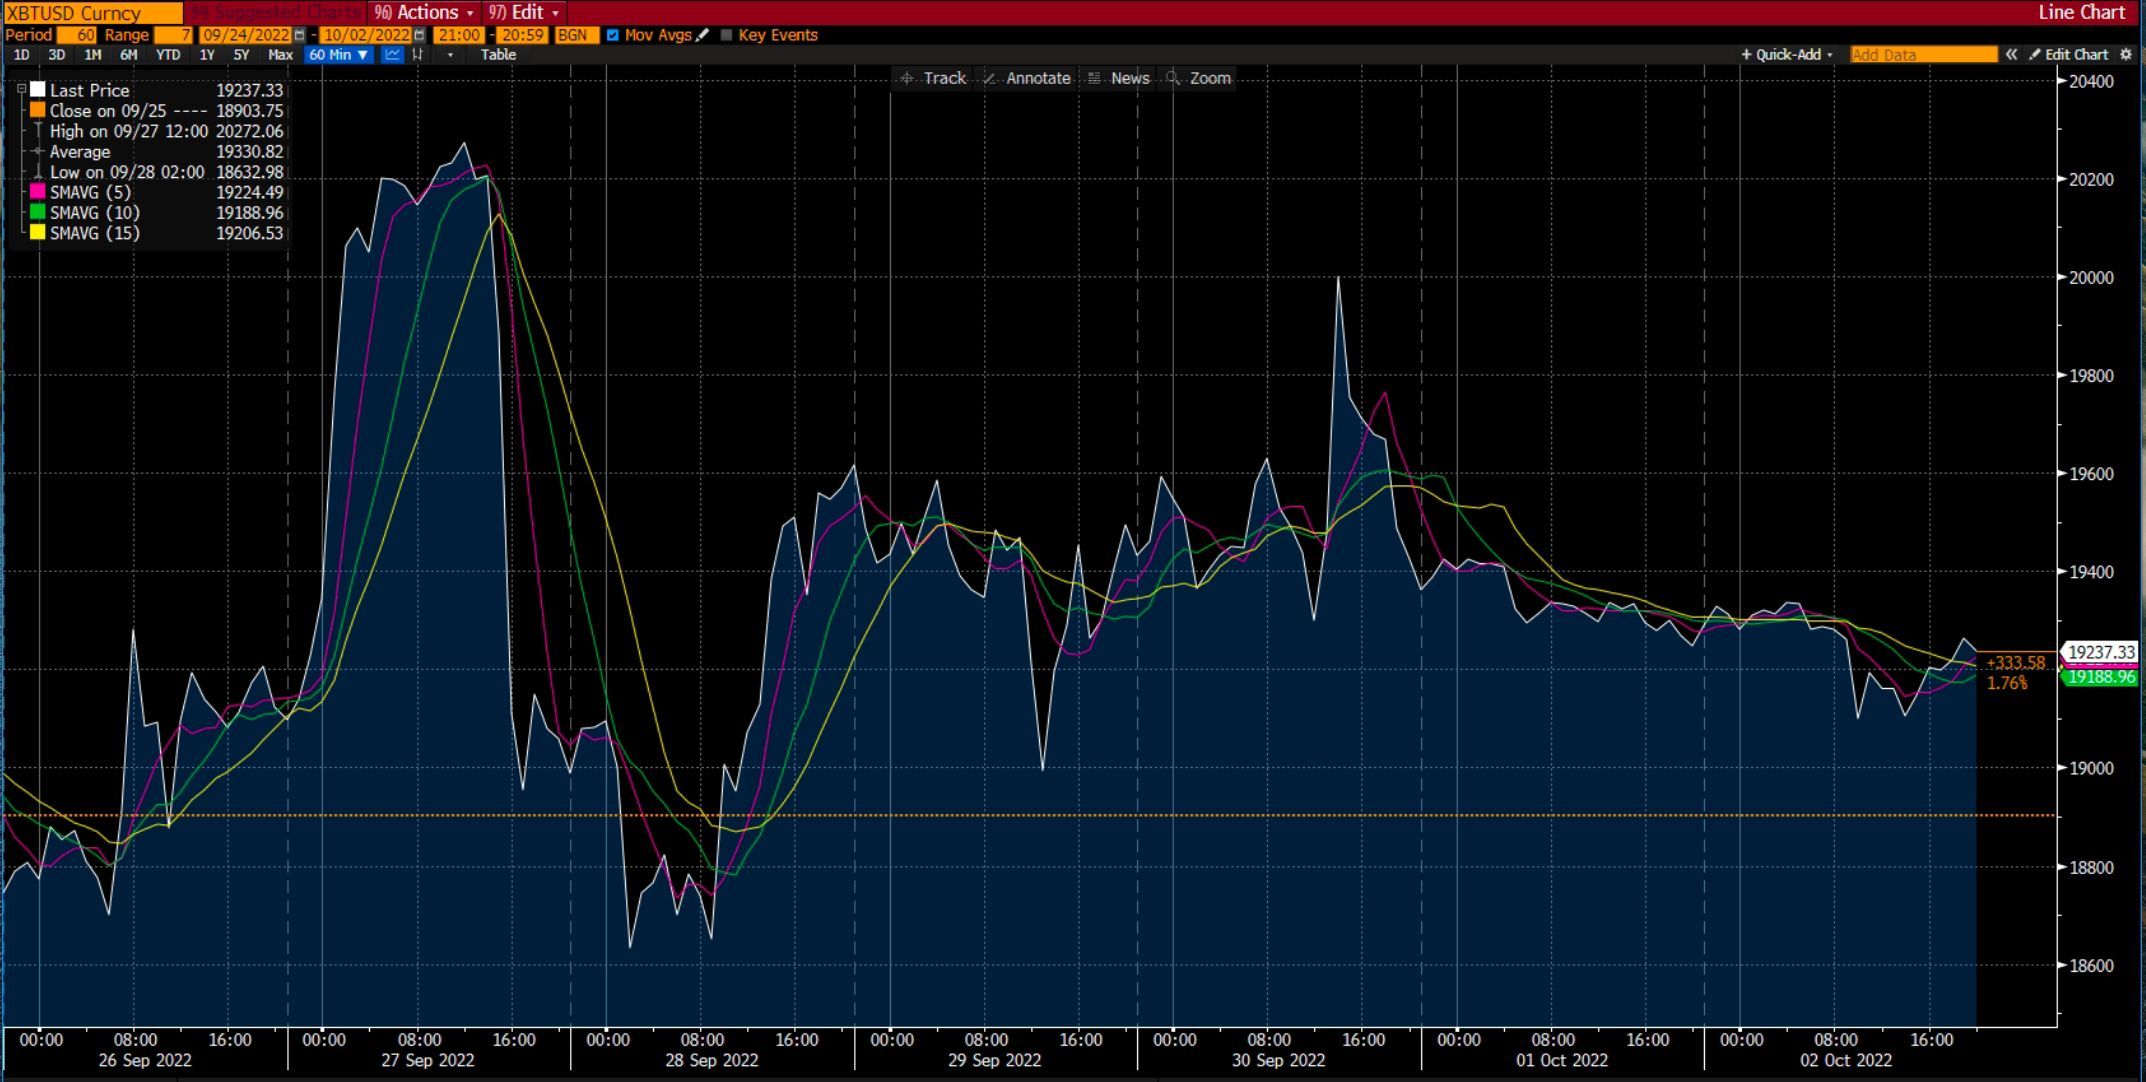 XBTUSD Curncy 98) Suggested Charts 96) Actions 97) Edit Line Chart
Period 60 Range 7 09/24/2022 - 10/02/2022 21:00 - 20:59 BGN Mov Avgs Key Events
1D 3D 1M 6M YTD 1Y 5Y Max 60 Min ▼ Table + Quick-Add Add Data « Edit Chart
Track Annotate News Zoom
Last Price 19237.33
Close on 09/25 ---- 18903.75
High on 09/27 12:00 20272.06
Average 19330.82
Low on 09/28 02:00 18632.98
SMAVG (5) 19224.49
SMAVG (10) 19188.96
SMAVG (15) 19206.53
20400
20200
20000
19800
19600
19400
19237.33
+333.58
19188.96
1.76%
19000
18800
18600
00:00 08:00 16:00 00:00 08:00 16:00 00:00 08:00 16:00 00:00 08:00 16:00 00:00 08:00 16:00 00:00 08:00 16:00 00:00 08:00 16:00
26 Sep 2022 27 Sep 2022 28 Sep 2022 29 Sep 2022 30 Sep 2022 01 Oct 2022 02 Oct 2022